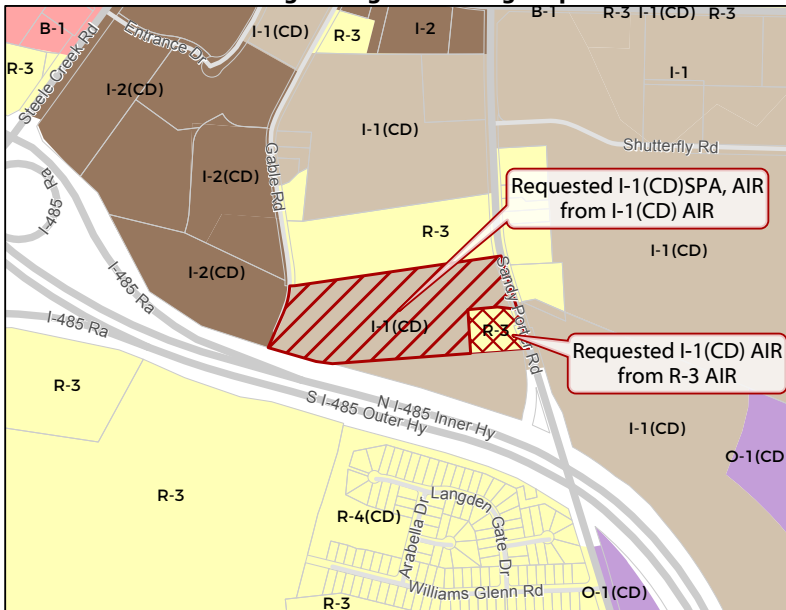 B-1
R-3
Steele Creek Rd
Entrance Dr
I-2(CD)
I-1(CD)
R-3
I-2
B-1
R-3
I-1(CD)
R-3
I-1
I-1(CD)
Shutterfly Rd
Gable Rd
I-2(CD)
I-485 Ra
Requested I-1(CD)SPA, AIR
from I-1(CD) AIR
R-3
I-1(CD)
I-2(CD)
I-485 Ra
Sandy Porter Rd
I-485 Ra
I-1(CD)
R-3
Requested I-1(CD) AIR
from R-3 AIR
R-3
N I-485 Inner Hy
S I-485 Outer Hy
I-1(CD)
O-1(CD
R-3
R-4(CD)
Arabella Dr
Langden Gate Dr
Williams Glenn Rd
R-3
O-1(CD)